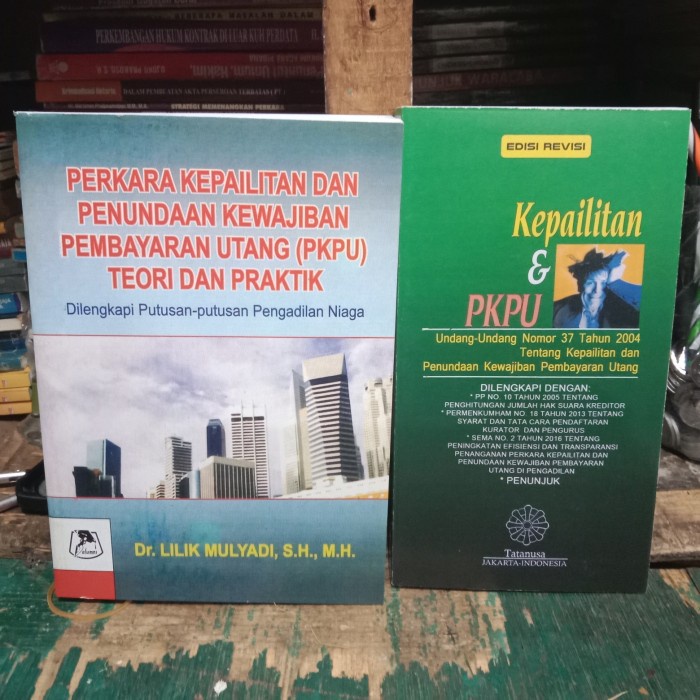 PERKEMBANGAN HUKUM KONTRAK DI LUAR KUH PERDATA
DALAM PEMBUATAN AKTA PERSEROAN TERBATAS
STRATEGI MEMENANGKAN PERKARA
PERKARA KEPAILITAN DAN
PENUNDAAN KEWAJIBAN
PEMBAYARAN UTANG (PKPU)
TEORI DAN PRAKTIK
Dilengkapi Putusan-putusan Pengadilan Niaga
Dr. LILIK MULYADI, S.H., M.H.
EDISI REVISI
Kepailitan
&
PKPU
Undang-Undang Nomor 37 Tahun 2004
Tentang Kepailitan dan
Penundaan Kewajiban Pembayaran Utang
DILENGKAPI DENGAN:
* PP NO. 10 TAHUN 2005 TENTANG
PENGHITUNGAN JUMLAH HAK SUARA KREDITOR
* PERMENKUMHAM NO. 18 TAHUN 2013 TENTANG
SYARAT DAN TATA CARA PENDAFTARAN
KURATOR DAN PENGURUS
* SEMA NO. 2 TAHUN 2016 TENTANG
PENINGKATAN EFISIENSI DAN TRANSPARANSI
PENANGANAN PERKARA KEPAILITAN DAN
PENUNDAAN KEWAJIBAN PEMBAYARAN
UTANG DI PENGADILAN
* PENUNJUK
Tatanusa
JAKARTA-INDONESIA